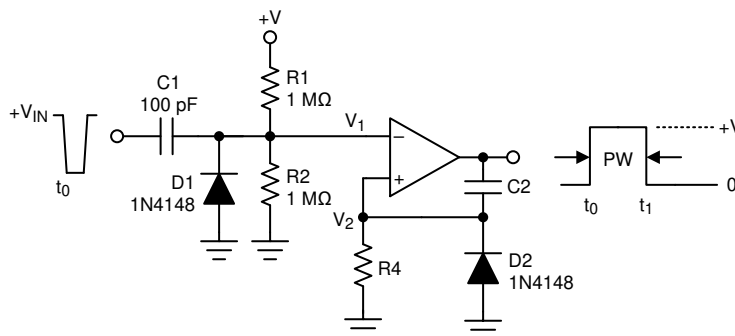 +V
C1
100 pF
R1
1 MΩ
+VIN
t0
V1
D1
1N4148
R2
1 MΩ
−
+
V2
R4
C2
D2
1N4148
PW
+V
0
t0
t1